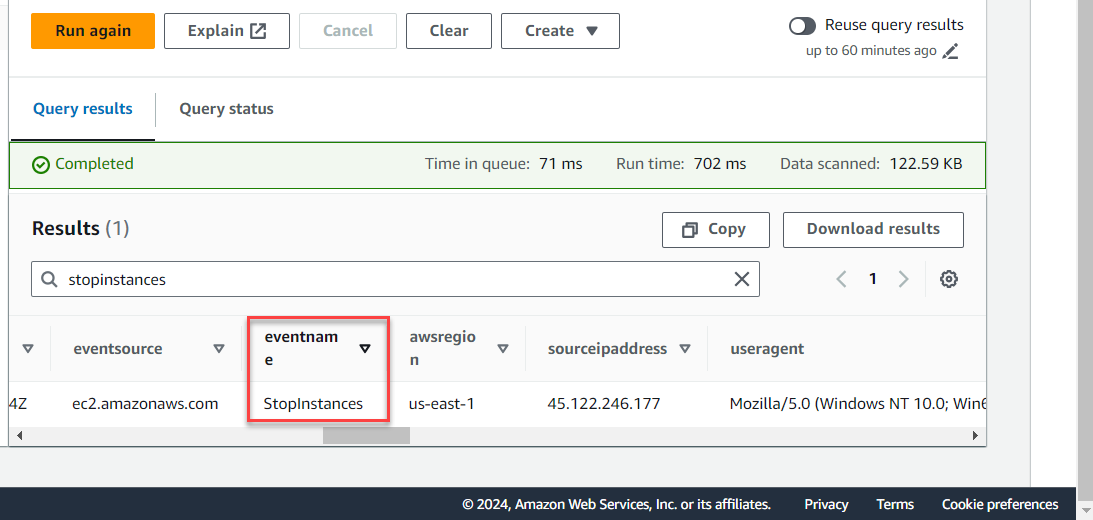 Run again Explain Cancel Clear Create Reuse query results
up to 60 minutes ago
Query results Query status
Completed Time in queue: 71 ms Run time: 702 ms Data scanned: 122.59 KB
Results (1) Copy Download results
stopinstances 1
eventsource eventnam
e awsregio
n sourceipaddress useragent
4Z ec2.amazonaws.com StopInstances us-east-1 45.122.246.177 Mozilla/5.0 (Windows NT 10.0; Win6
© 2024, Amazon Web Services, Inc. or its affiliates. Privacy Terms Cookie preferences